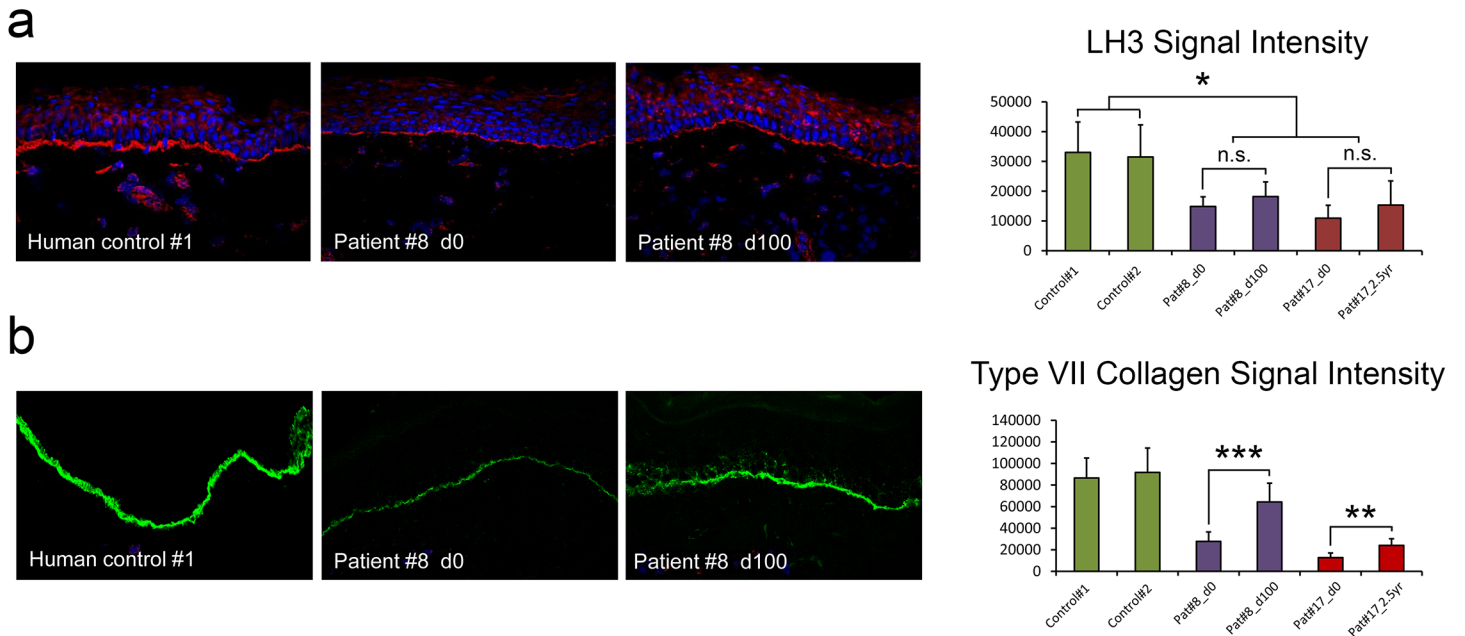 a
Human control #1
Patient #8 d0
Patient #8 d100
LH3 Signal Intensity
*
n.s.
n.s.
50000
40000
30000
20000
10000
0
Control#1
Control#2
Pat#8_d0
Pat#8_d100
Pat#17_d0
Pat#17_2.5yr
b
Human control #1
Patient #8 d0
Patient #8 d100
Type VII Collagen Signal Intensity
***
**
140000
120000
100000
80000
60000
40000
20000
0
Control#1
Control#2
Pat#8_d0
Pat#8_d100
Pat#17_d0
Pat#17_2.5yr